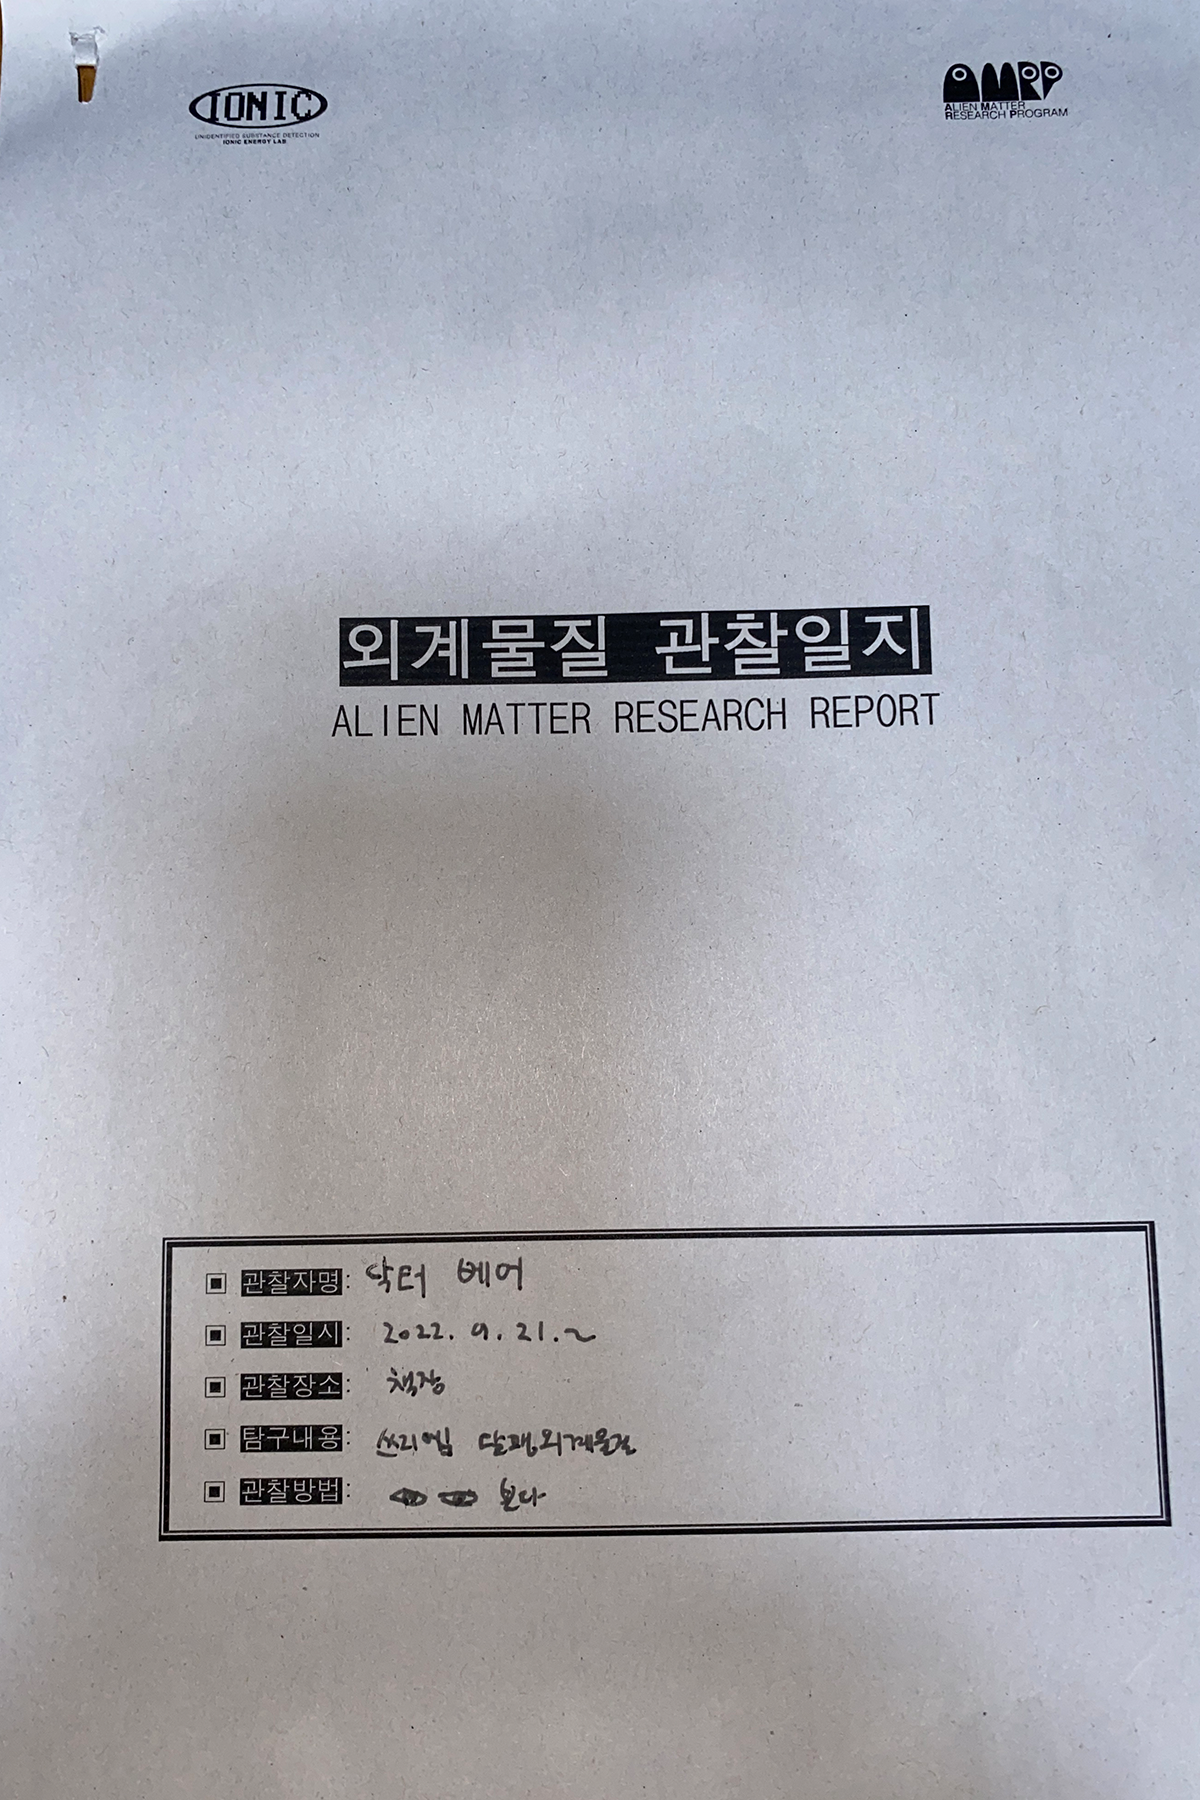 IONIC
UNIDENTIFIED SUBSTANCE DETECTION
IONIC ENERGY LAB
AMRP
ALIEN MATTER
RESEARCH PROGRAM
외계물질 관찰일지
ALIEN MATTER RESEARCH REPORT
관찰자명: 닥터 베어
관찰일시: 2022. 9. 21.~
관찰장소: 책장
탐구내용: 쓰리엠 달팽외계물질
관찰방법: 본다